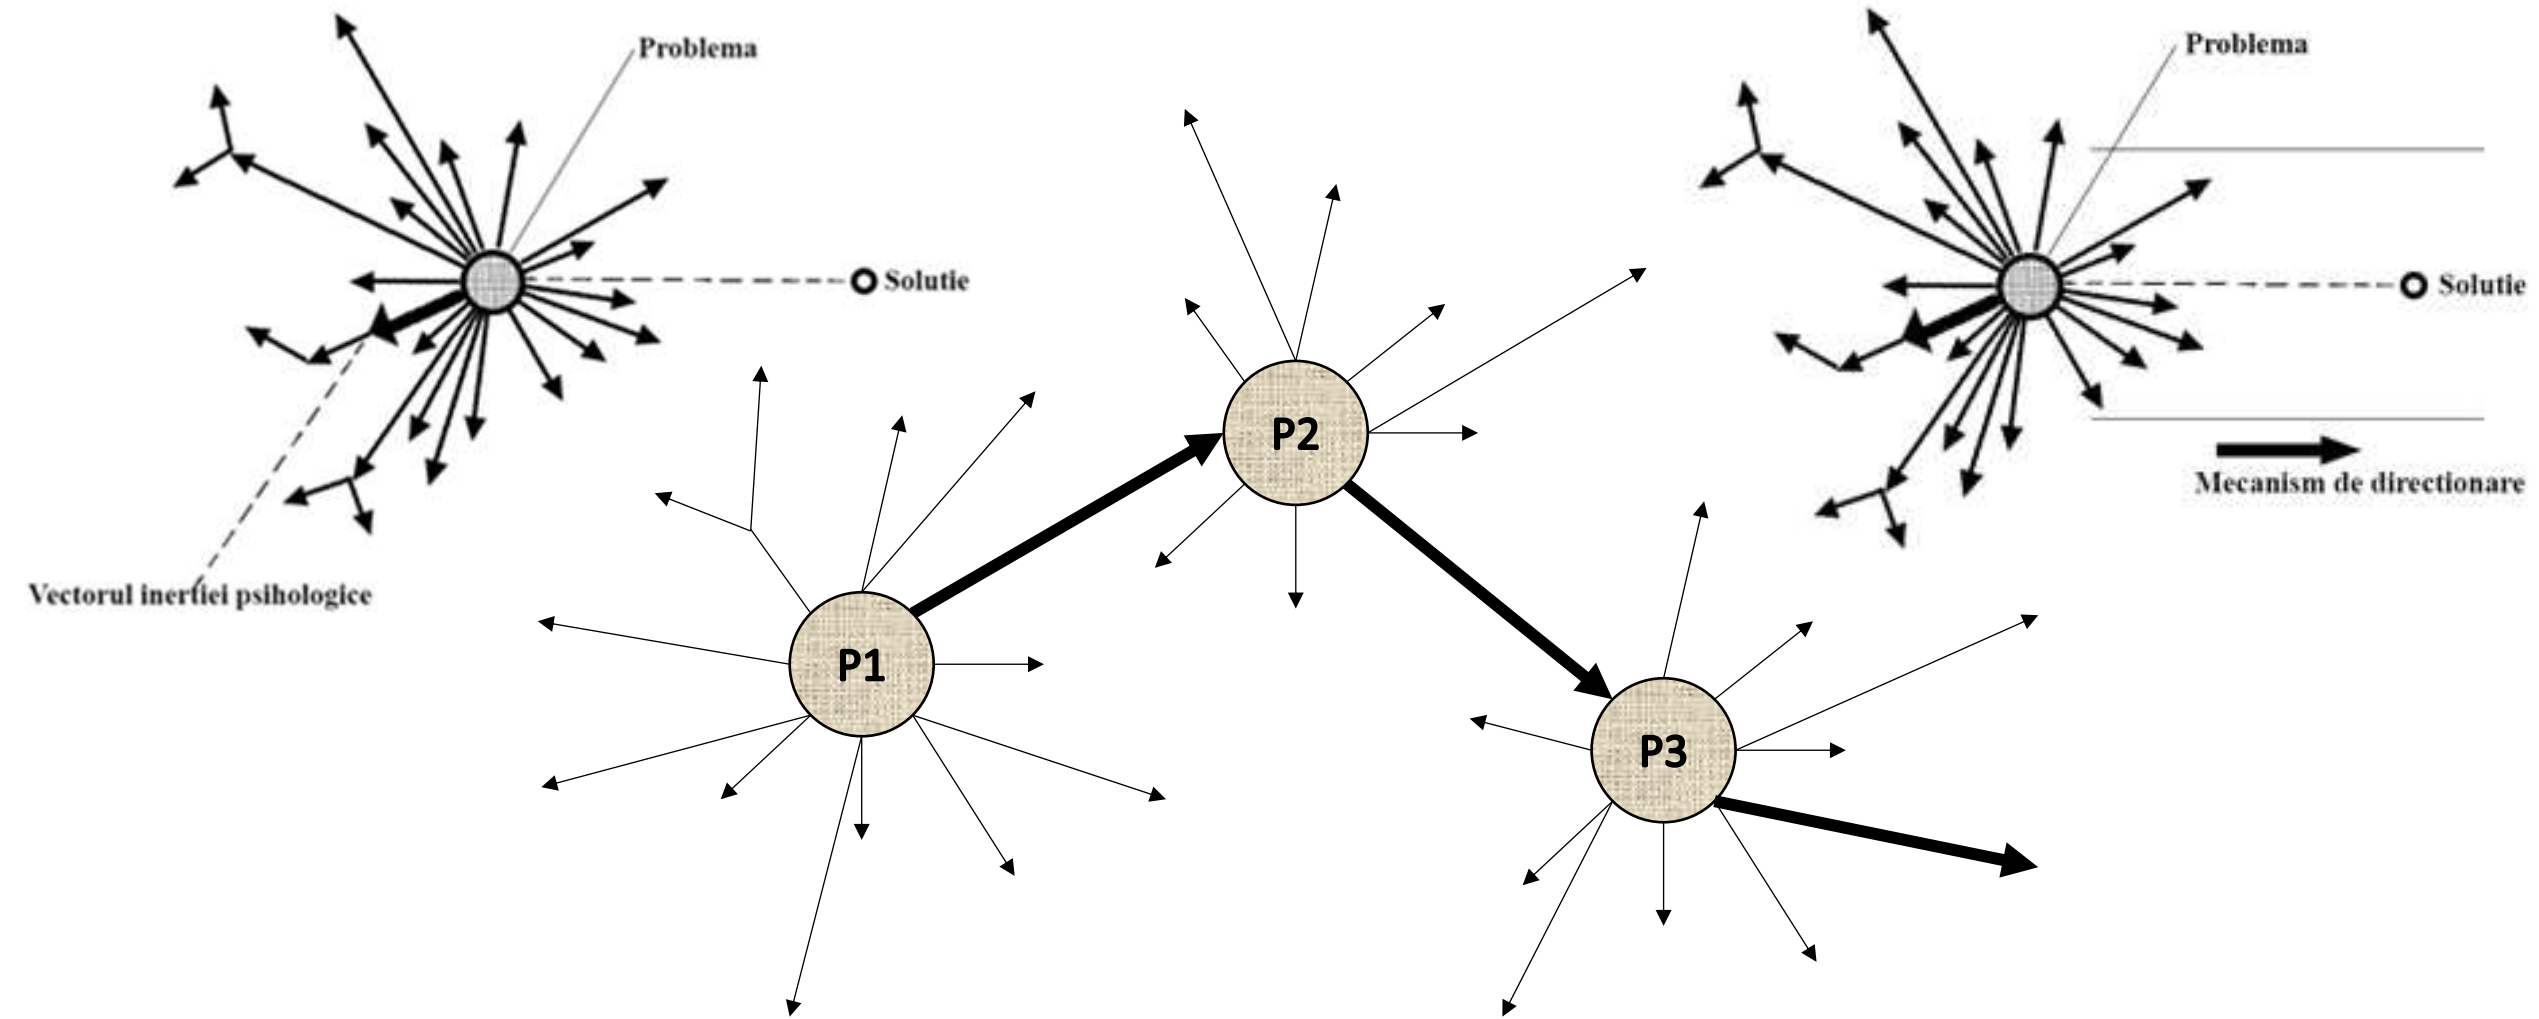 Problema
Solutie
Vectorul inerției psihologice
P1
P2
P3
Problema
Solutie
Mecanism de directionare